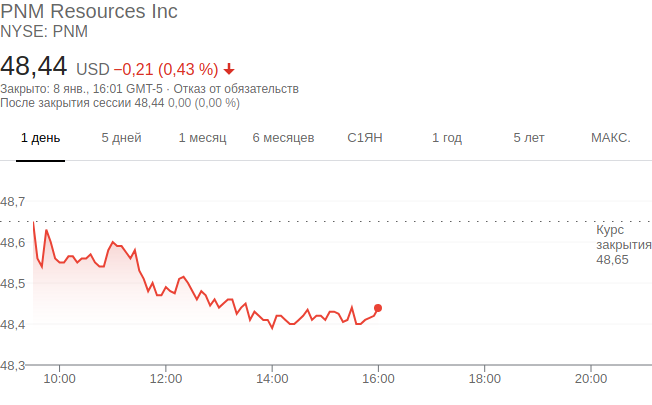 PNM Resources Inc
NYSE: PNM
48,44 USD −0,21 (0,43 %)
Закрыто: 8 янв., 16:01 GMT-5 · Отказ от обязательств
После закрытия сессии 48,44 0,00 (0,00 %)
1 день 5 дней 1 месяц 6 месяцев С1ЯН 1 год 5 лет МАКС.
48,7
Курс
48,6
закрытия
48,65
48,5
48,4
48,3
10:00 12:00 14:00 16:00 18:00 20:00